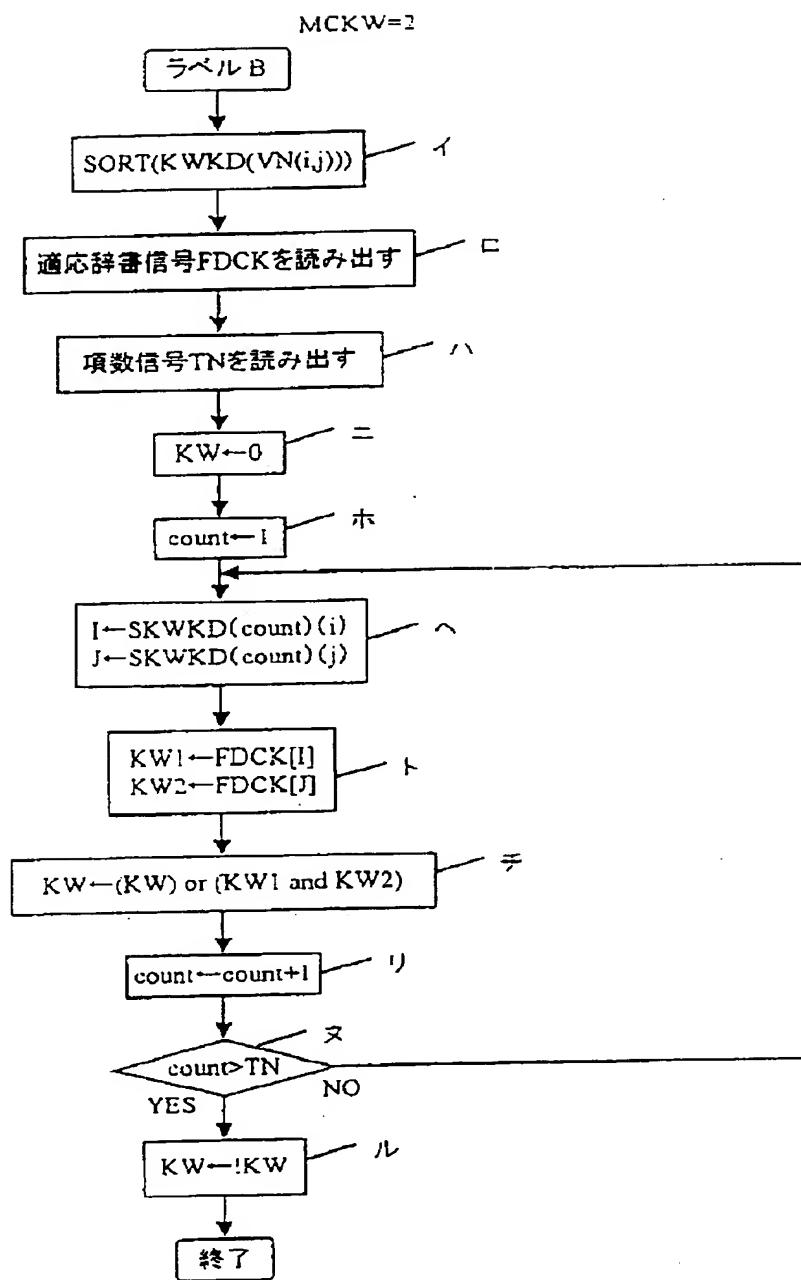 MCKW=2
ラベル B
SORT(KWKD(VN(i,j)))
イ
適応辞書信号FDCKを読み出す
ロ
項数信号TNを読み出す
ハ
KW←0
ニ
count←1
ホ
I←SKWKD(count)(i)
J←SKWKD(count)(j)
ヘ
KW1←FDCK[I]
KW2←FDCK[J]
ト
KW←(KW) or (KW1 and KW2)
チ
count←count+1
リ
count>TN
ヌ
YES
NO
KW←!KW
ル
終了